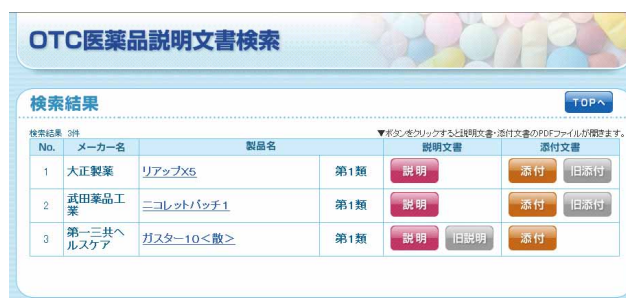 OTC医薬品説明文書検索
検索結果
TOPへ
検索結果 3件
▼ボタンをクリックすると説明文書・添付文書のPDFファイルが開きます。
No. メーカー名 製品名 説明文書 添付文書
1 大正製薬 リアップX5 第1類 説明 添付 旧添付
2 武田薬品工業 ニコレットパッチ1 第1類 説明 添付 旧添付
3 第一三共ヘルスケア ガスター10<散> 第1類 説明 旧説明 添付